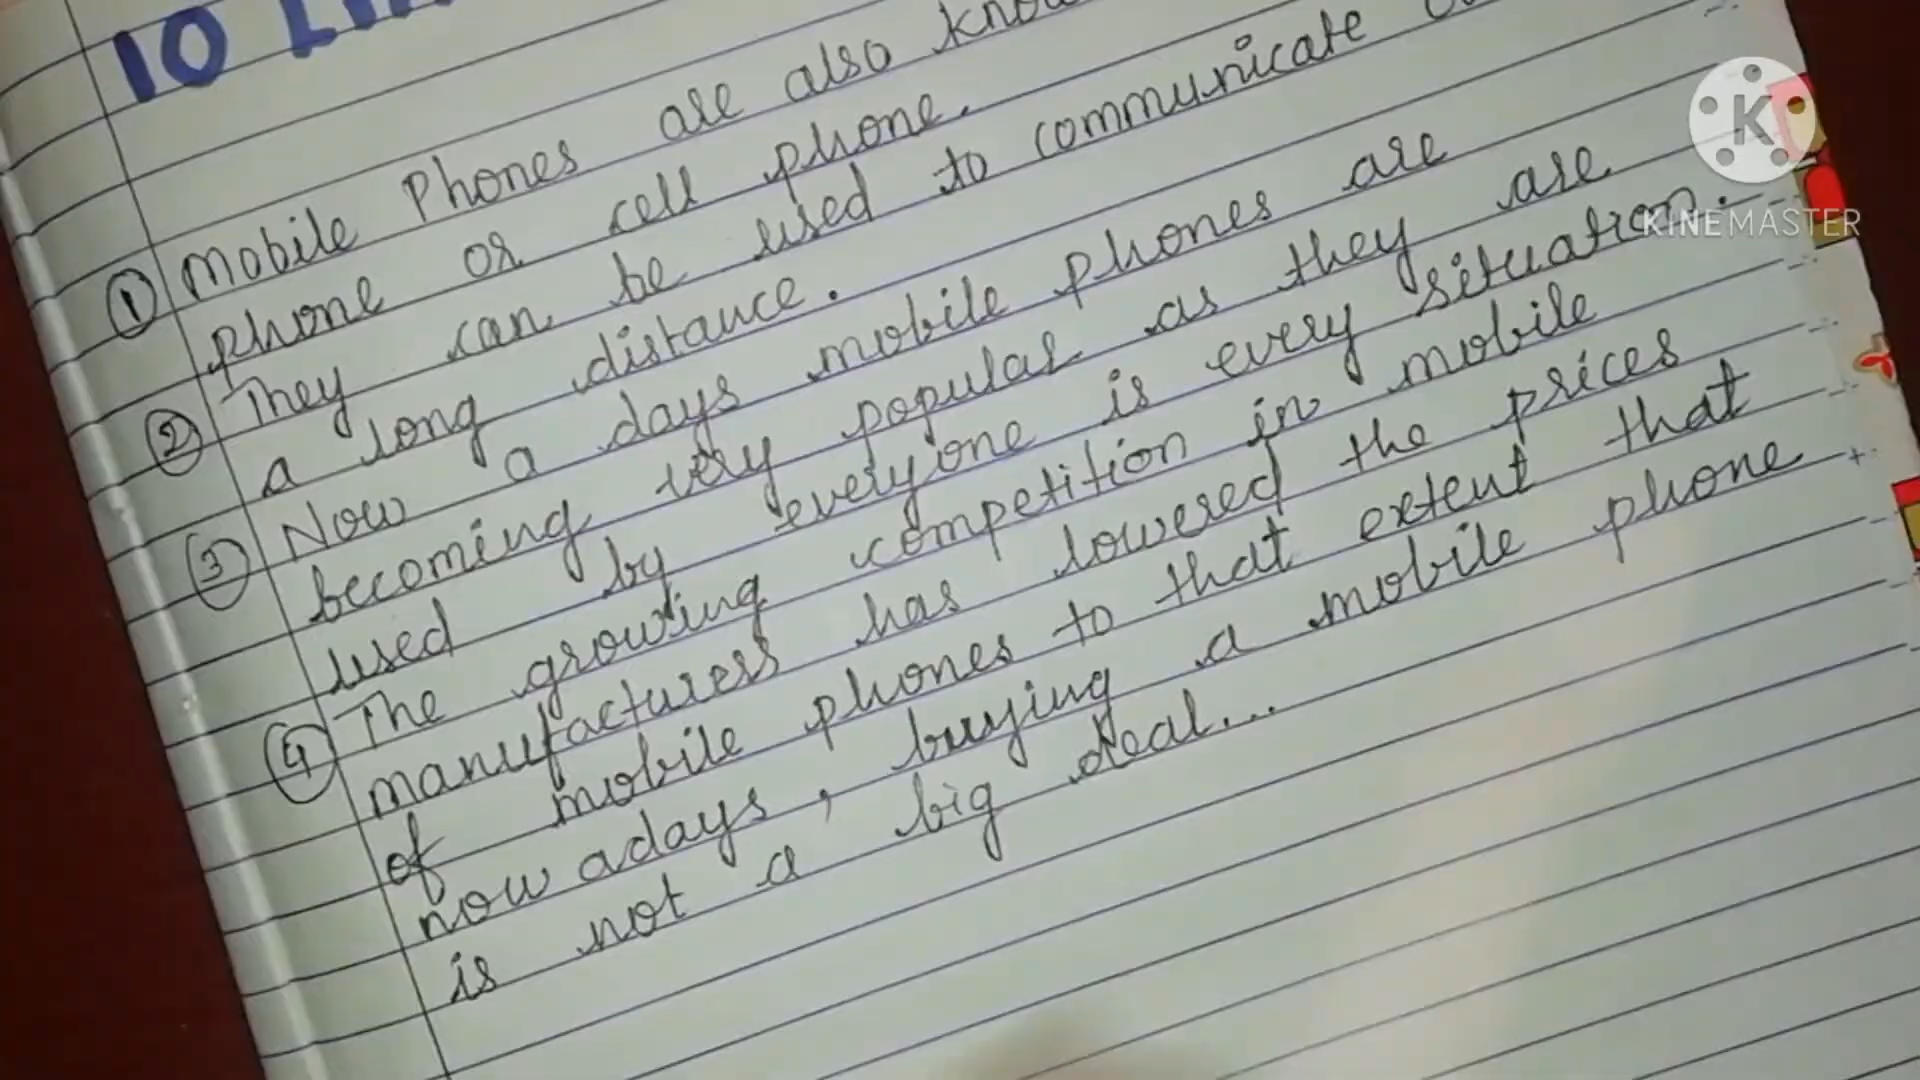 10
Mobile Phones are also
phone or cell phone.
They can be used to communicate
a long distance.
Now a days mobile phones are
becoming very popular as they are
used by everyone is every situation.
The growing competition in mobile
manufacturess has lowered the prices
of mobile phones to that extent that
now adays, buying a mobile phone
is not a big deal...
1
2
3
4
K
KINEMASTER